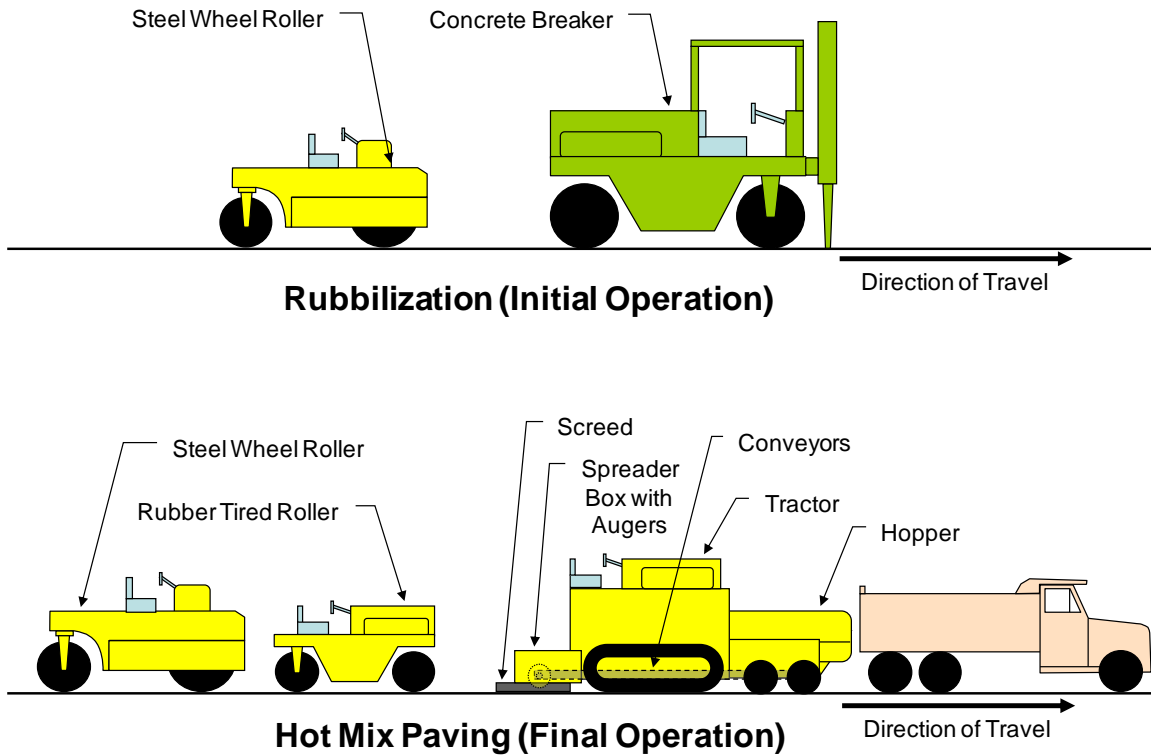 Steel Wheel Roller
Concrete Breaker
Direction of Travel
Rubbilization (Initial Operation)
Screed
Conveyors
Steel Wheel Roller
Spreader
Box with
Augers
Tractor
Rubber Tired Roller
Hopper
Direction of Travel
Hot Mix Paving (Final Operation)